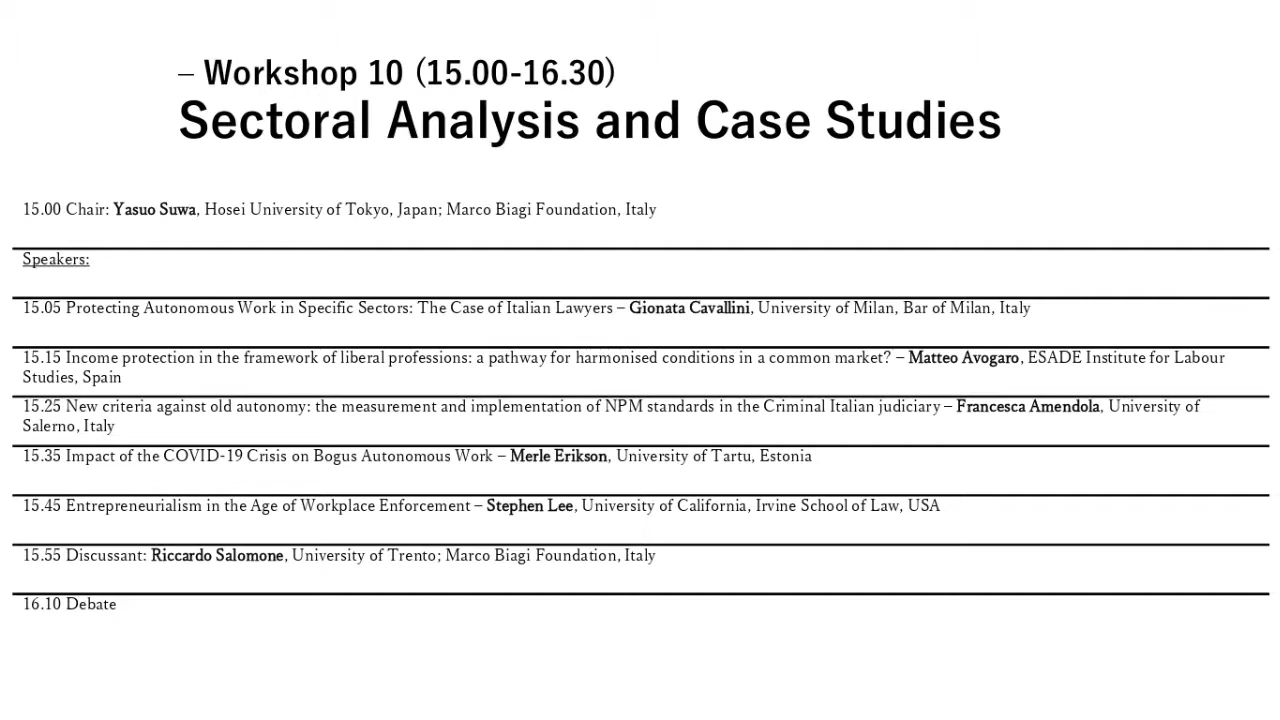 – Workshop 10 (15.00-16.30)
Sectoral Analysis and Case Studies
15.00 Chair: Yasuo Suwa, Hosei University of Tokyo, Japan; Marco Biagi Foundation, Italy
Speakers:
15.05 Protecting Autonomous Work in Specific Sectors: The Case of Italian Lawyers – Gionata Cavallini, University of Milan, Bar of Milan, Italy
15.15 Income protection in the framework of liberal professions: a pathway for harmonised conditions in a common market? – Matteo Avogaro, ESADE Institute for Labour
Studies, Spain
15.25 New criteria against old autonomy: the measurement and implementation of NPM standards in the Criminal Italian judiciary – Francesca Amendola, University of
Salerno, Italy
15.35 Impact of the COVID-19 Crisis on Bogus Autonomous Work – Merle Erikson, University of Tartu, Estonia
15.45 Entrepreneurialism in the Age of Workplace Enforcement – Stephen Lee, University of California, Irvine School of Law, USA
15.55 Discussant: Riccardo Salomone, University of Trento; Marco Biagi Foundation, Italy
16.10 Debate